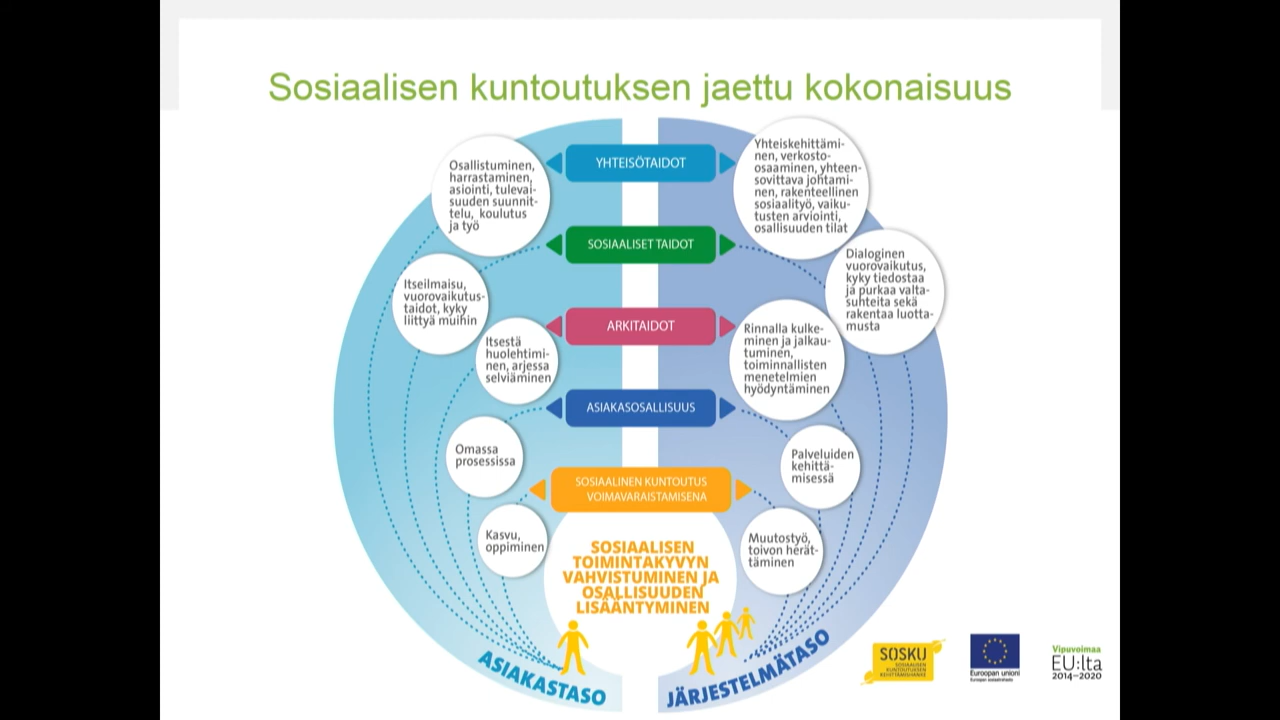 Sosiaalisen kuntoutuksen jaettu kokonaisuus
YHTEISÖTAIDOT
Osallistuminen,
harrastaminen,
asiointi, tulevai-
suuden suunnit-
telu, koulutus
ja työ
Yhteiskehittämi-
nen, verkosto-
osaaminen, yhteen-
sovittava johtami-
nen, rakenteellinen
sosiaalityö, vaiku-
tusten arviointi,
osallisuuden tilat
SOSIAALISET TAIDOT
Itseilmaisu,
vuorovaikutus-
taidot, kyky
liittyä muihin
Dialoginen
vuorovaikutus,
kyky tiedostaa
ja purkaa valta-
suhteita sekä
rakentaa luotta-
musta
ARKITAIDOT
Itsestä
huolehtimi-
nen, arjessa
selviäminen
Rinnalla kulke-
minen ja jalkau-
tuminen,
toiminnallisten
menetelmien
hyödyntäminen
ASIAKASOSALLISUUS
Omassa
prosessissa
Palveluiden
kehittä-
misessä
SOSIAALINEN KUNTOUTUS
VOIMAVARAISTAMISENA
Kasvu,
oppiminen
Muutostyö,
toivon herät-
täminen
SOSIAALISEN
TOIMINTAKYVYN
VAHVISTUMINEN JA
OSALLISUUDEN
LISÄÄNTYMINEN
ASIAKASTASO
JÄRJESTELMÄTASO
SOSKU
SOSIAALISEN
KUNTOUTUKSEN
KEHITTÄMISHANKE
Euroopan unioni
Euroopan sosiaalirahasto
Vipuvoimaa
EU:lta
2014–2020